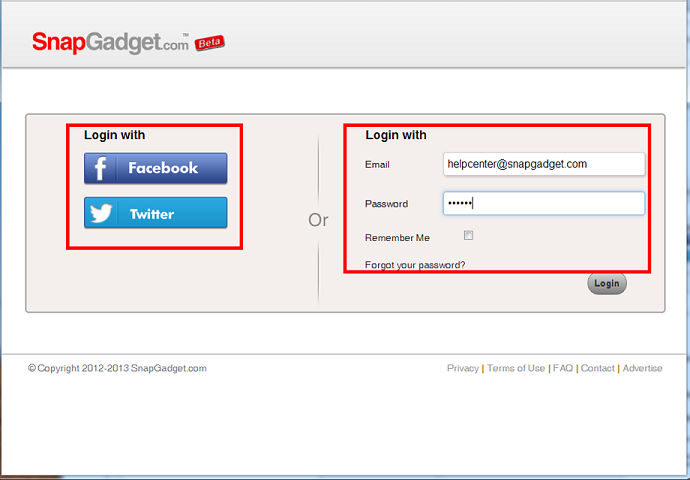 SnapGadget.com™ Beta
Login with
Facebook
Twitter
Or
Login with
Email helpcenter@snapgadget.com
Password ••••••
Remember Me
Forgot your password?
Login
© Copyright 2012-2013 SnapGadget.com
Privacy | Terms of Use | FAQ | Contact | Advertise